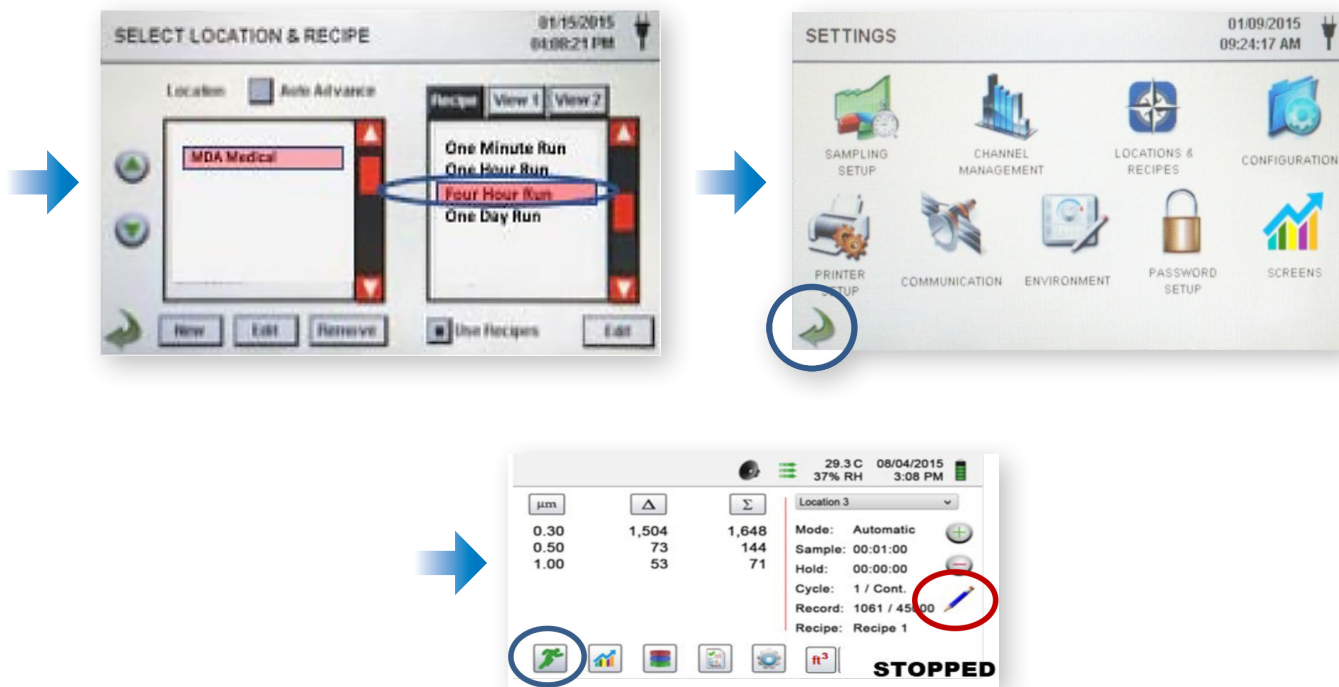 SELECT LOCATION & RECIPE
01/15/2015
04:08:21 PM
Location Auto Advance
Recipe View 1 View 2
MDA Medical
One Minute Run
One Hour Run
Four Hour Run
One Day Run
New Edit Remove
Use Recipes Edit
SETTINGS
01/09/2015
09:24:17 AM
SAMPLING SETUP
CHANNEL MANAGEMENT
LOCATIONS & RECIPES
CONFIGURATION
PRINTER SETUP
COMMUNICATION
ENVIRONMENT
PASSWORD SETUP
SCREENS
29.3 C 08/04/2015
37% RH 3:08 PM
µm Δ Σ
0.30 1,504 1,648
0.50 73 144
1.00 53 71
Location 3
Mode: Automatic
Sample: 00:01:00
Hold: 00:00:00
Cycle: 1 / Cont.
Record: 1061 / 45000
Recipe: Recipe 1
ft³
STOPPED